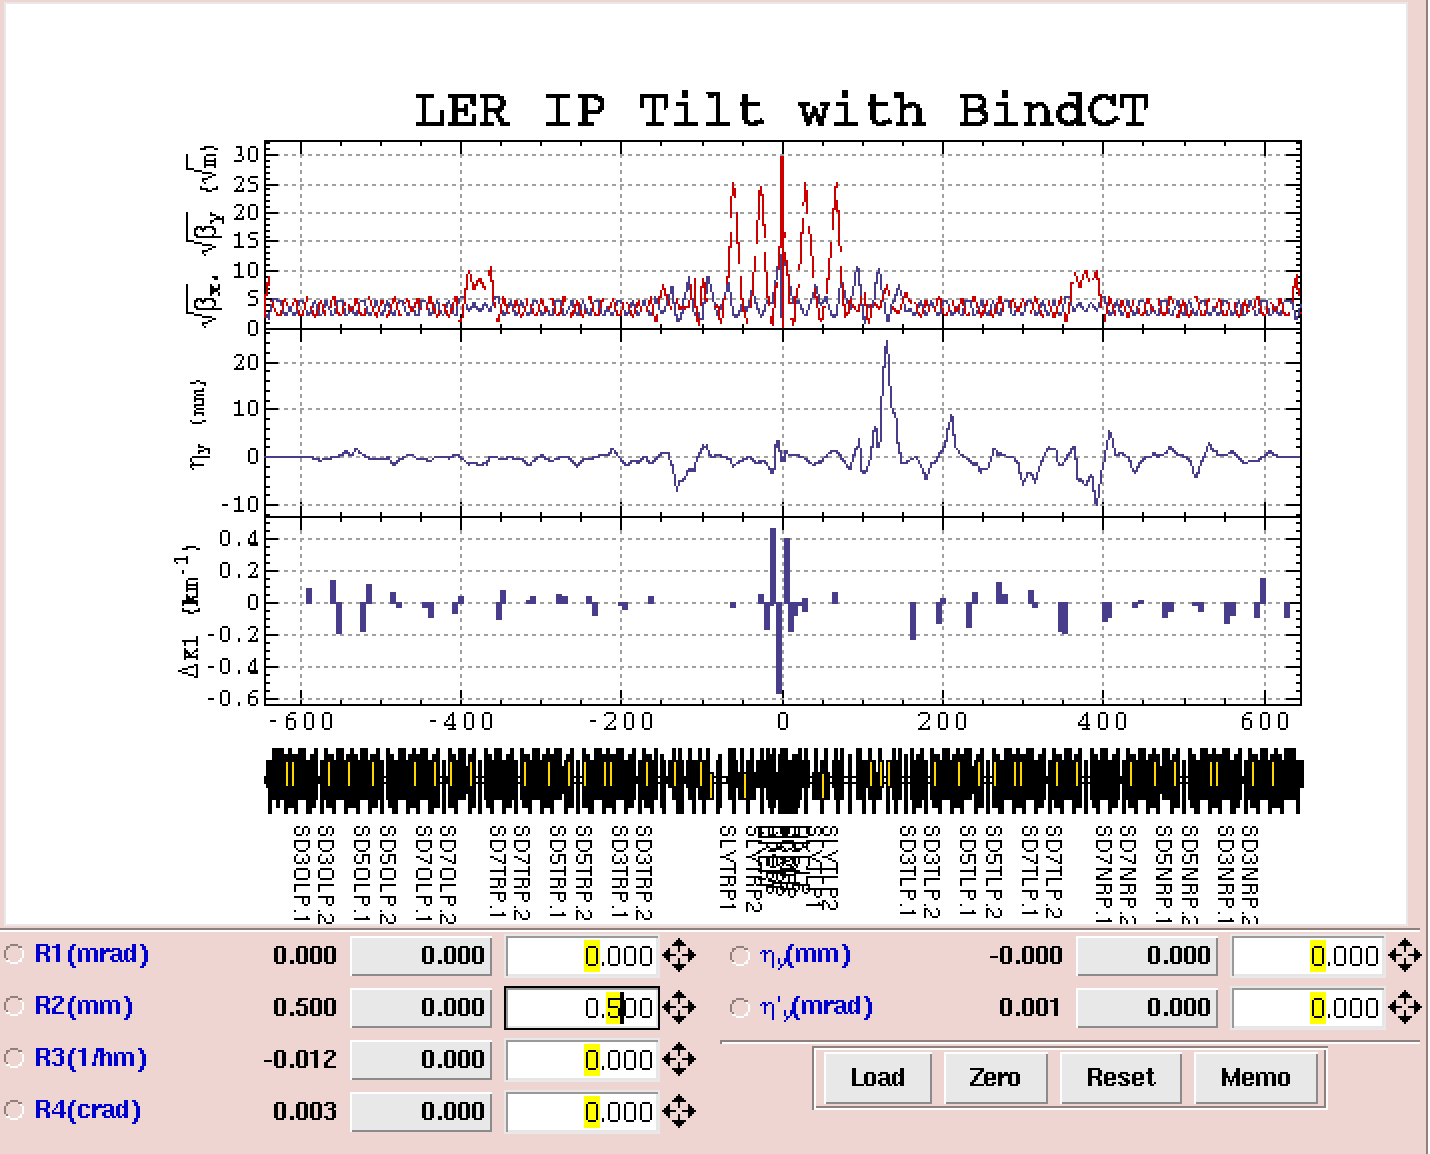 LER IP Tilt with BindCT
√βx, √βy (√m)
30
25
20
15
10
5
0
ηy (mm)
20
10
0
-10
ΔK1 (km⁻¹)
0.4
0.2
0
-0.2
-0.4
-0.6
-600 -400 -200 0 200 400 600
SD3OLP.1 SD3OLP.2 SD5OLP.1 SD5OLP.2 SD7OLP.1 SD7OLP.2 SD7TRP.1 SD7TRP.2 SD5TRP.1 SD5TRP.2 SD3TRP.1 SD3TRP.2 SLYTRP1 SLYTRP2 SLYTLP1 SLYTLP2 SD3TLP.1 SD3TLP.2 SD5TLP.1 SD5TLP.2 SD7TLP.1 SD7TLP.2 SD7NRP.1 SD7NRP.2 SD5NRP.1 SD5NRP.2 SD3NRP.1 SD3NRP.2
R1(mrad) 0.000 0.000 0.000
R2(mm) 0.500 0.000 0.500
R3(1/hm) -0.012 0.000 0.000
R4(crad) 0.003 0.000 0.000
ηy(mm) -0.000 0.000 0.000
η'y(mrad) 0.001 0.000 0.000
Load Zero Reset Memo